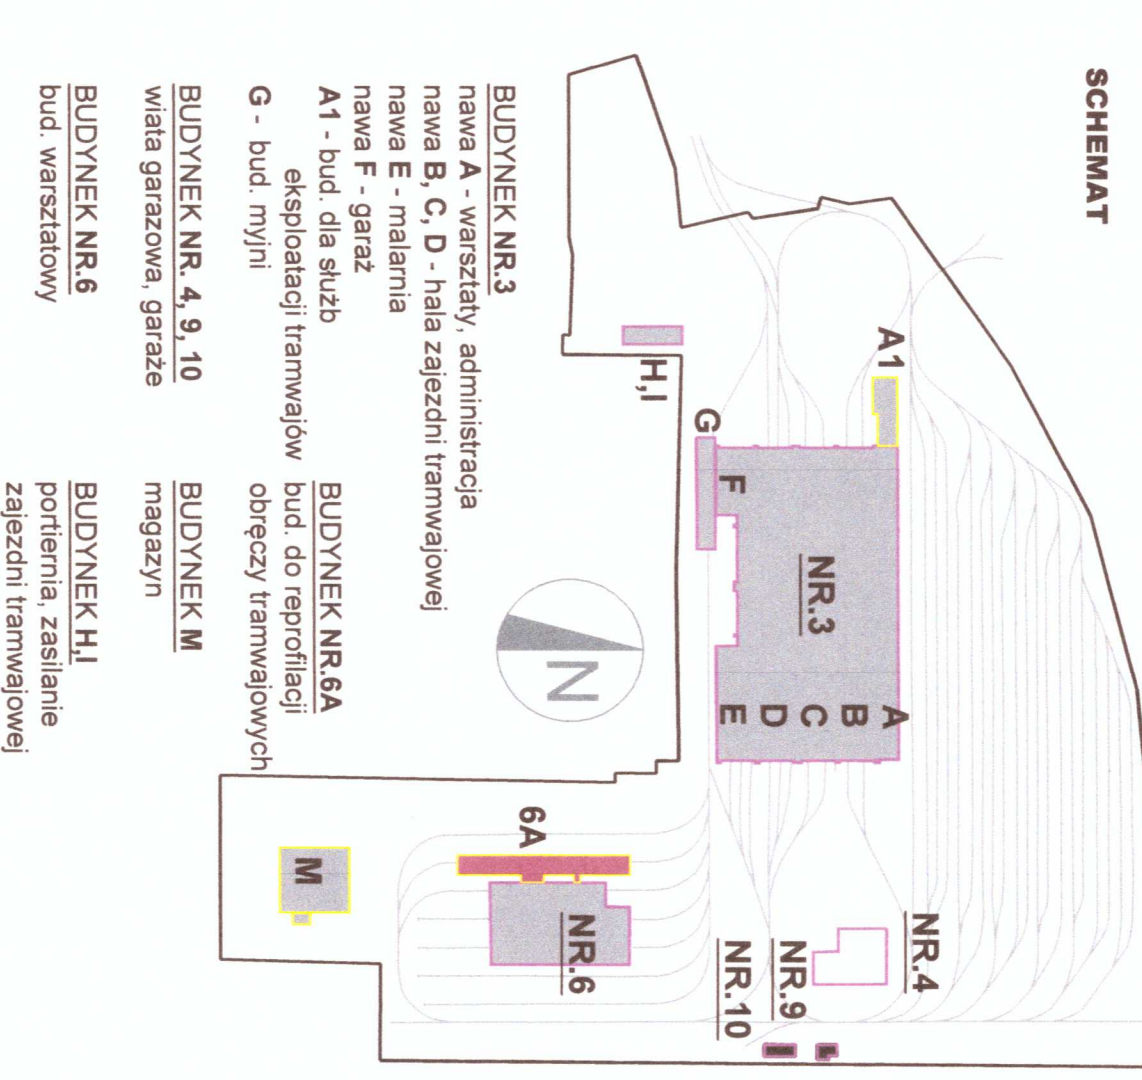 SCHEMAT
A1
H,I
G
F
NR.3
A
B
C
D
E
N
6A
M
NR.6
NR.4
NR.9
NR.10
BUDYNEK NR.3
nawa A - warsztaty, administracja
nawa B, C, D - hala zajezdni tramwajowej
nawa E - malarnia
nawa F - garaż
A1 - bud. dla służb
eksploatacji tramwajów
G - bud. myjni
BUDYNEK NR. 4, 9, 10
wiata garazowa, garaże
BUDYNEK NR.6
bud. warsztatowy
BUDYNEK NR.6A
bud. do reprofilacji
obręczy tramwajowych
BUDYNEK M
magazyn
BUDYNEK H,I
portiernia, zasilanie
zajezdni tramwajowej